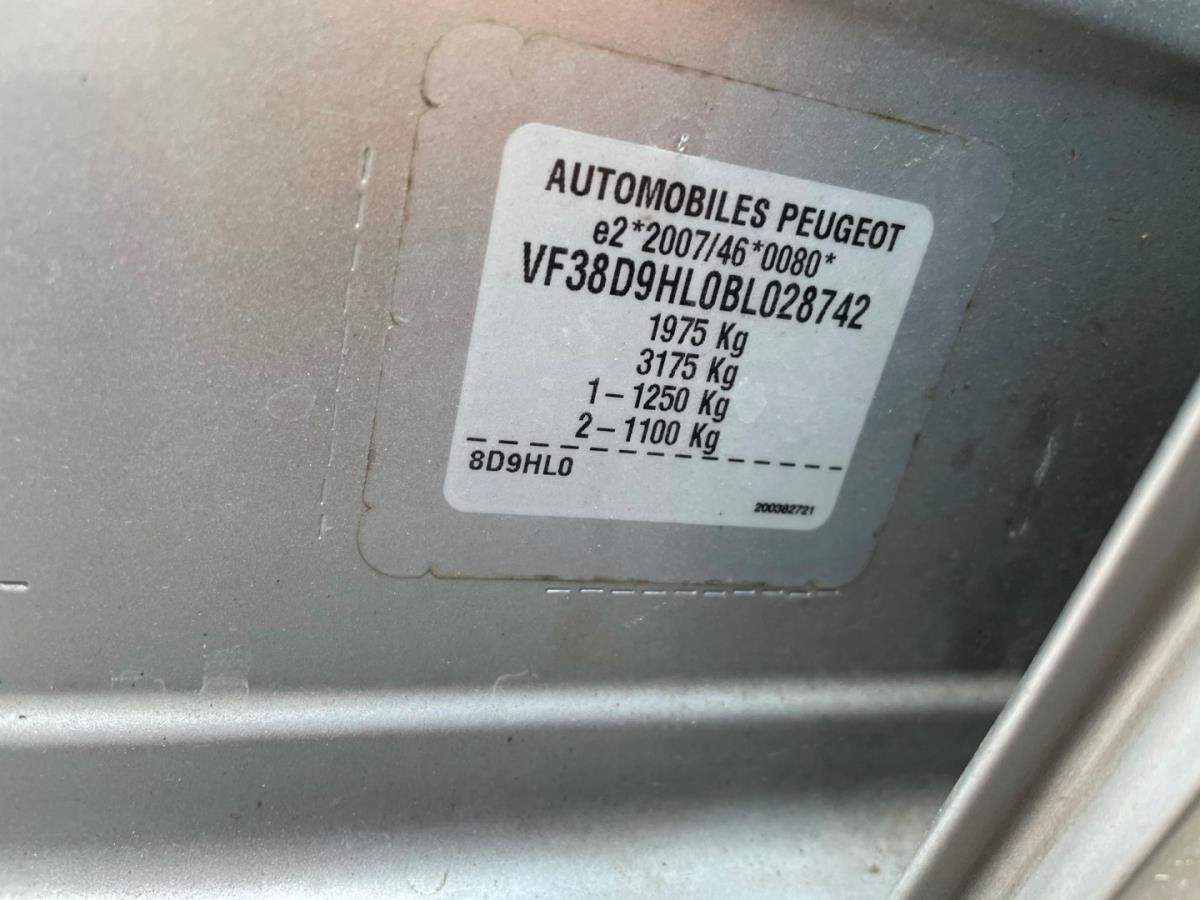 AUTOMOBILES PEUGEOT
e2*2007/46*0080*
VF38D9HL0BL028742
1975 Kg
3175 Kg
1-1250 Kg
2-1100 Kg
8D9HL0
200382721